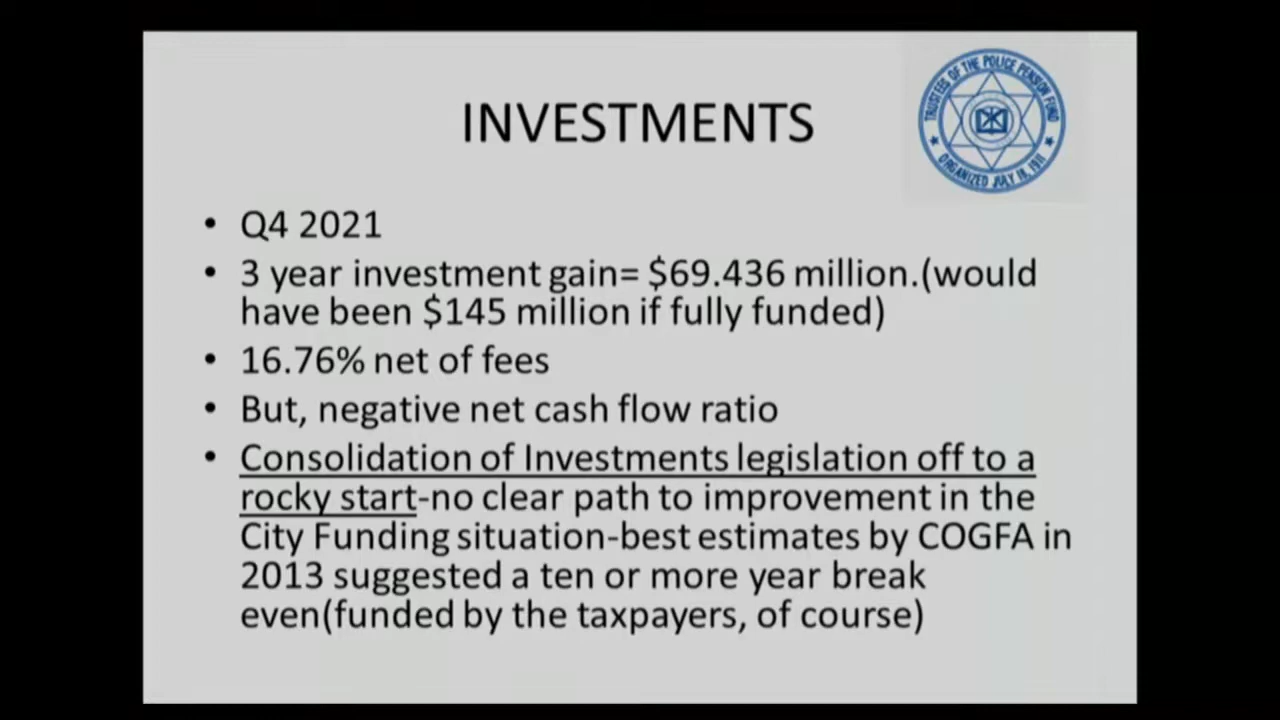 INVESTMENTS
TRUSTEES OF THE POLICE PENSION FUND
ORGANIZED JULY 18, 1911
• Q4 2021
• 3 year investment gain= $69.436 million.(would
have been $145 million if fully funded)
• 16.76% net of fees
• But, negative net cash flow ratio
• Consolidation of Investments legislation off to a
rocky start-no clear path to improvement in the
City Funding situation-best estimates by COGFA in
2013 suggested a ten or more year break
even(funded by the taxpayers, of course)